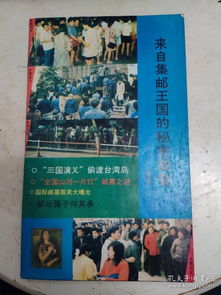 来自集邮王国的秘
○“三国演义”偷渡台湾岛
○“全国山河一片红”邮票之谜
○国际邮票贩卖大曝光
○邮坛骗子何其多